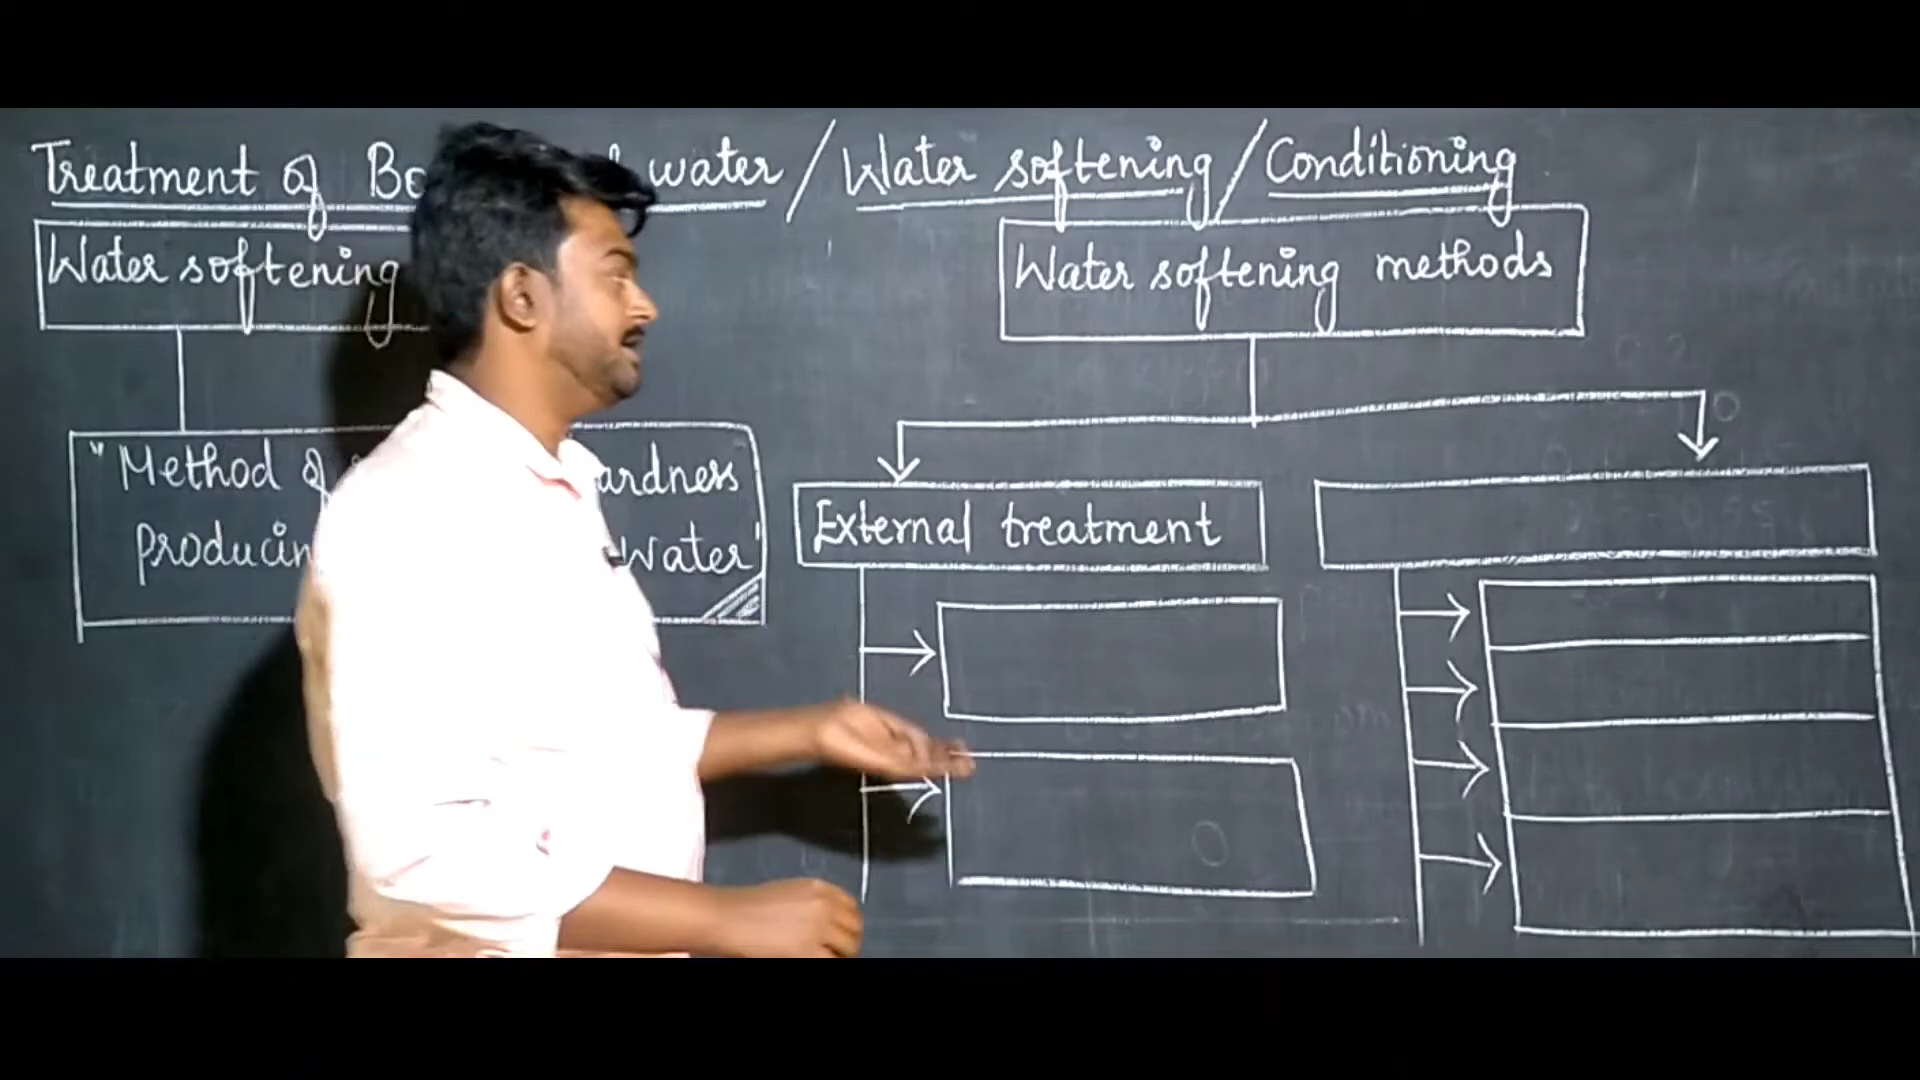 Treatment of Bo water / Water softening / Conditioning
Water softening
"Method of ardness
Producin Water"
Water softening methods
External treatment